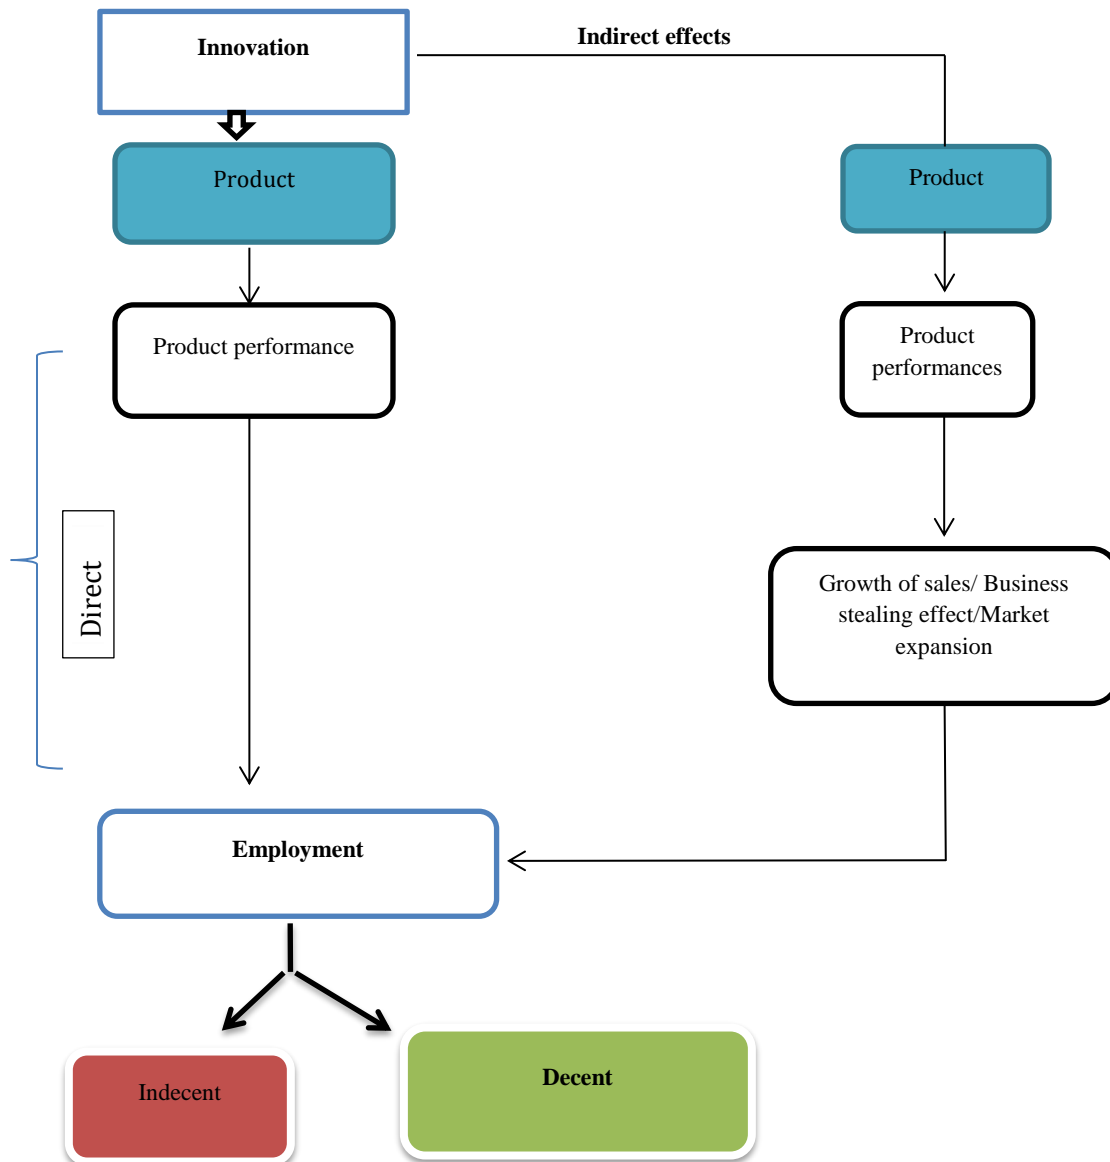 Innovation
Indirect effects
Product
Product
Product performance
Product
performances
Direct
Growth of sales/ Business
stealing effect/Market
expansion
Employment
Indecent
Decent